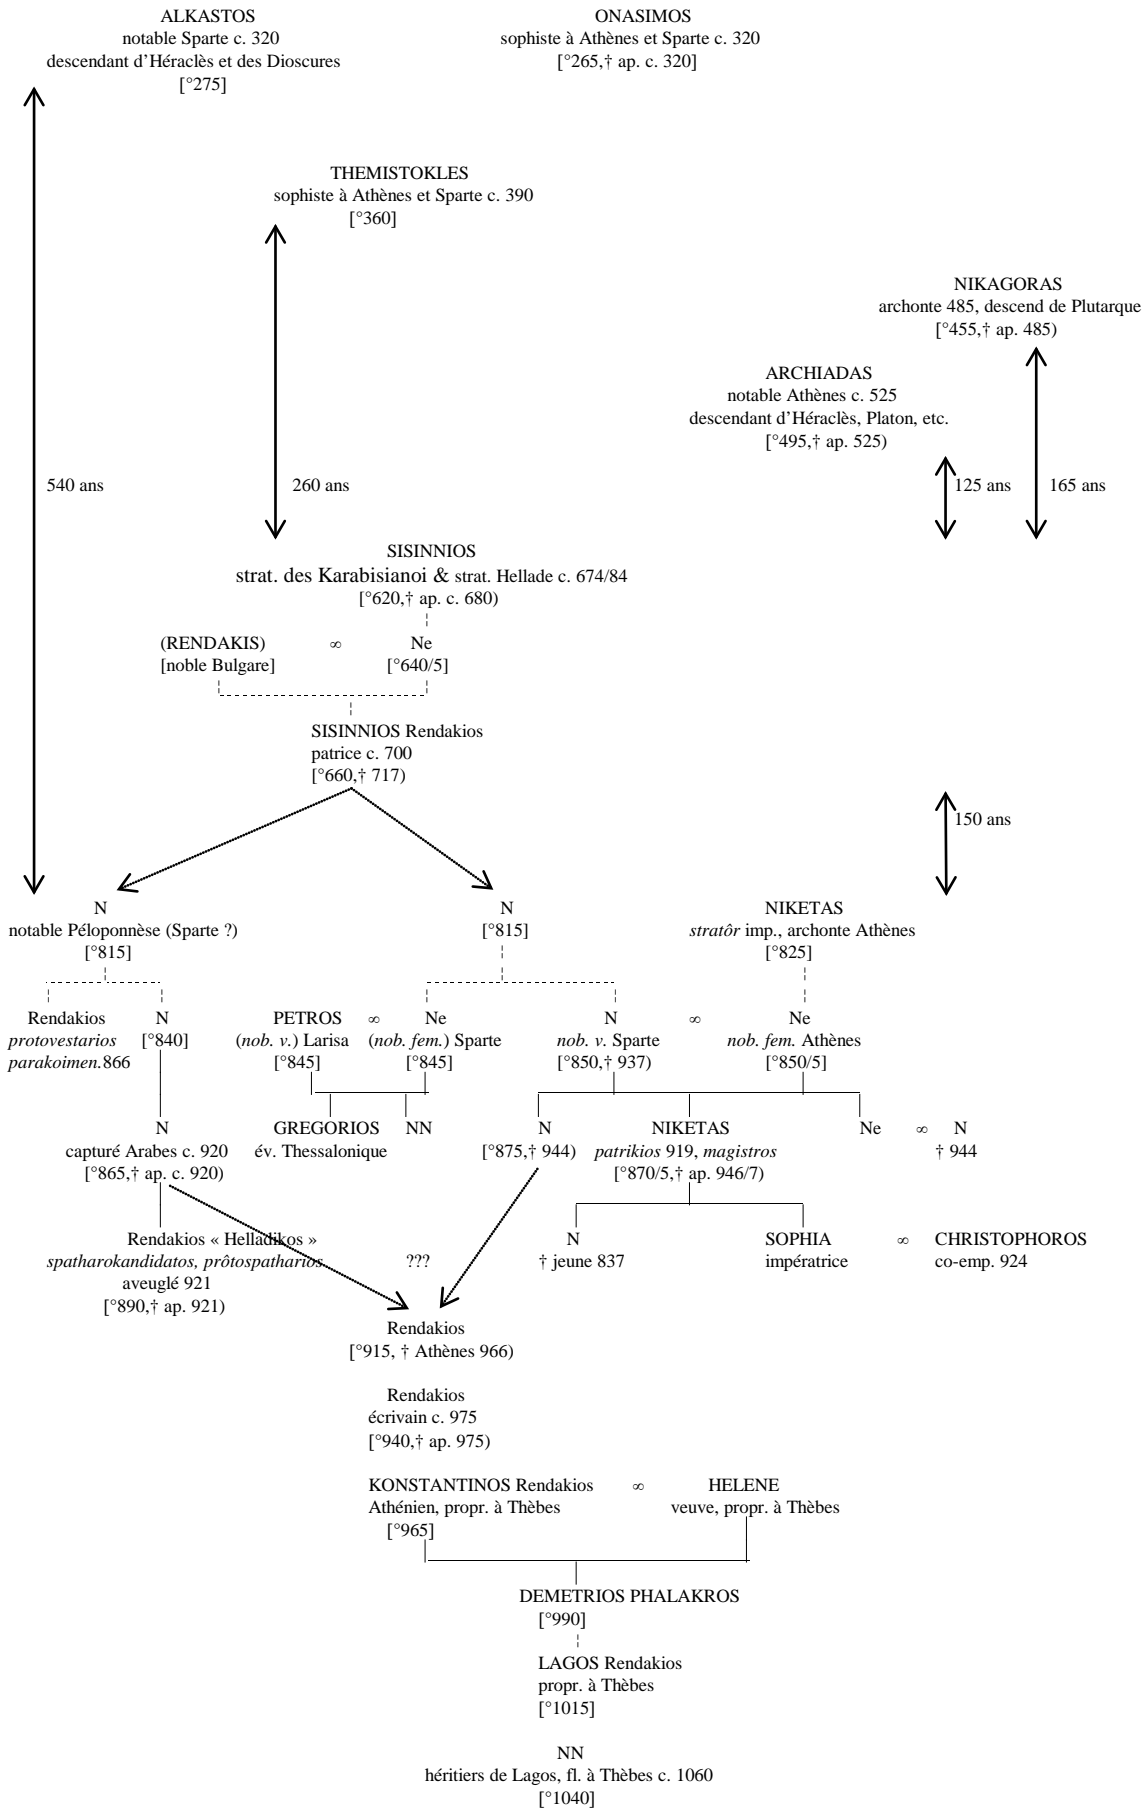 ALKASTOS
notable Sparte c. 320
descendant d’Héraclès et des Dioscures
[°275]
ONASIMOS
sophiste à Athènes et Sparte c. 320
[°265,† ap. c. 320]
THEMISTOKLES
sophiste à Athènes et Sparte c. 390
[°360]
NIKAGORAS
archonte 485, descend de Plutarque
[°455,† ap. 485)
ARCHIADAS
notable Athènes c. 525
descendant d’Héraclès, Platon, etc.
[°495,† ap. 525)
540 ans
260 ans
125 ans
165 ans
SISINNIOS
strat. des Karabisianoi & strat. Hellade c. 674/84
[°620,† ap. c. 680)
(RENDAKIS) ∞ Ne
[noble Bulgare] [°640/5]
SISINNIOS Rendakios
patrice c. 700
[°660,† 717)
150 ans
N
notable Péloponnèse (Sparte ?)
[°815]
N
[°815]
NIKETAS
stratôr imp., archonte Athènes
[°825]
Rendakios
protovestarios
parakoimen.866
N
[°840]
PETROS ∞ Ne
(nob. v.) Larisa (nob. fem.) Sparte
[°845] [°845]
N ∞ Ne
nob. v. Sparte nob. fem. Athènes
[°850,† 937) [°850/5]
N
capturé Arabes c. 920
[°865,† ap. c. 920)
GREGORIOS NN
év. Thessalonique
N
[°875,† 944)
NIKETAS
patrikios 919, magistros
[°870/5,† ap. 946/7)
Ne ∞ N
† 944
Rendakios « Helladikos »
spatharokandidatos, prôtospatharios
aveuglé 921
[°890,† ap. 921)
???
N
† jeune 837
SOPHIA ∞ CHRISTOPHOROS
impératrice co-emp. 924
Rendakios
[°915, † Athènes 966)
Rendakios
écrivain c. 975
[°940,† ap. 975)
KONSTANTINOS Rendakios ∞ HELENE
Athénien, propr. à Thèbes veuve, propr. à Thèbes
[°965]
DEMETRIOS PHALAKROS
[°990]
LAGOS Rendakios
propr. à Thèbes
[°1015]
NN
héritiers de Lagos, fl. à Thèbes c. 1060
[°1040]